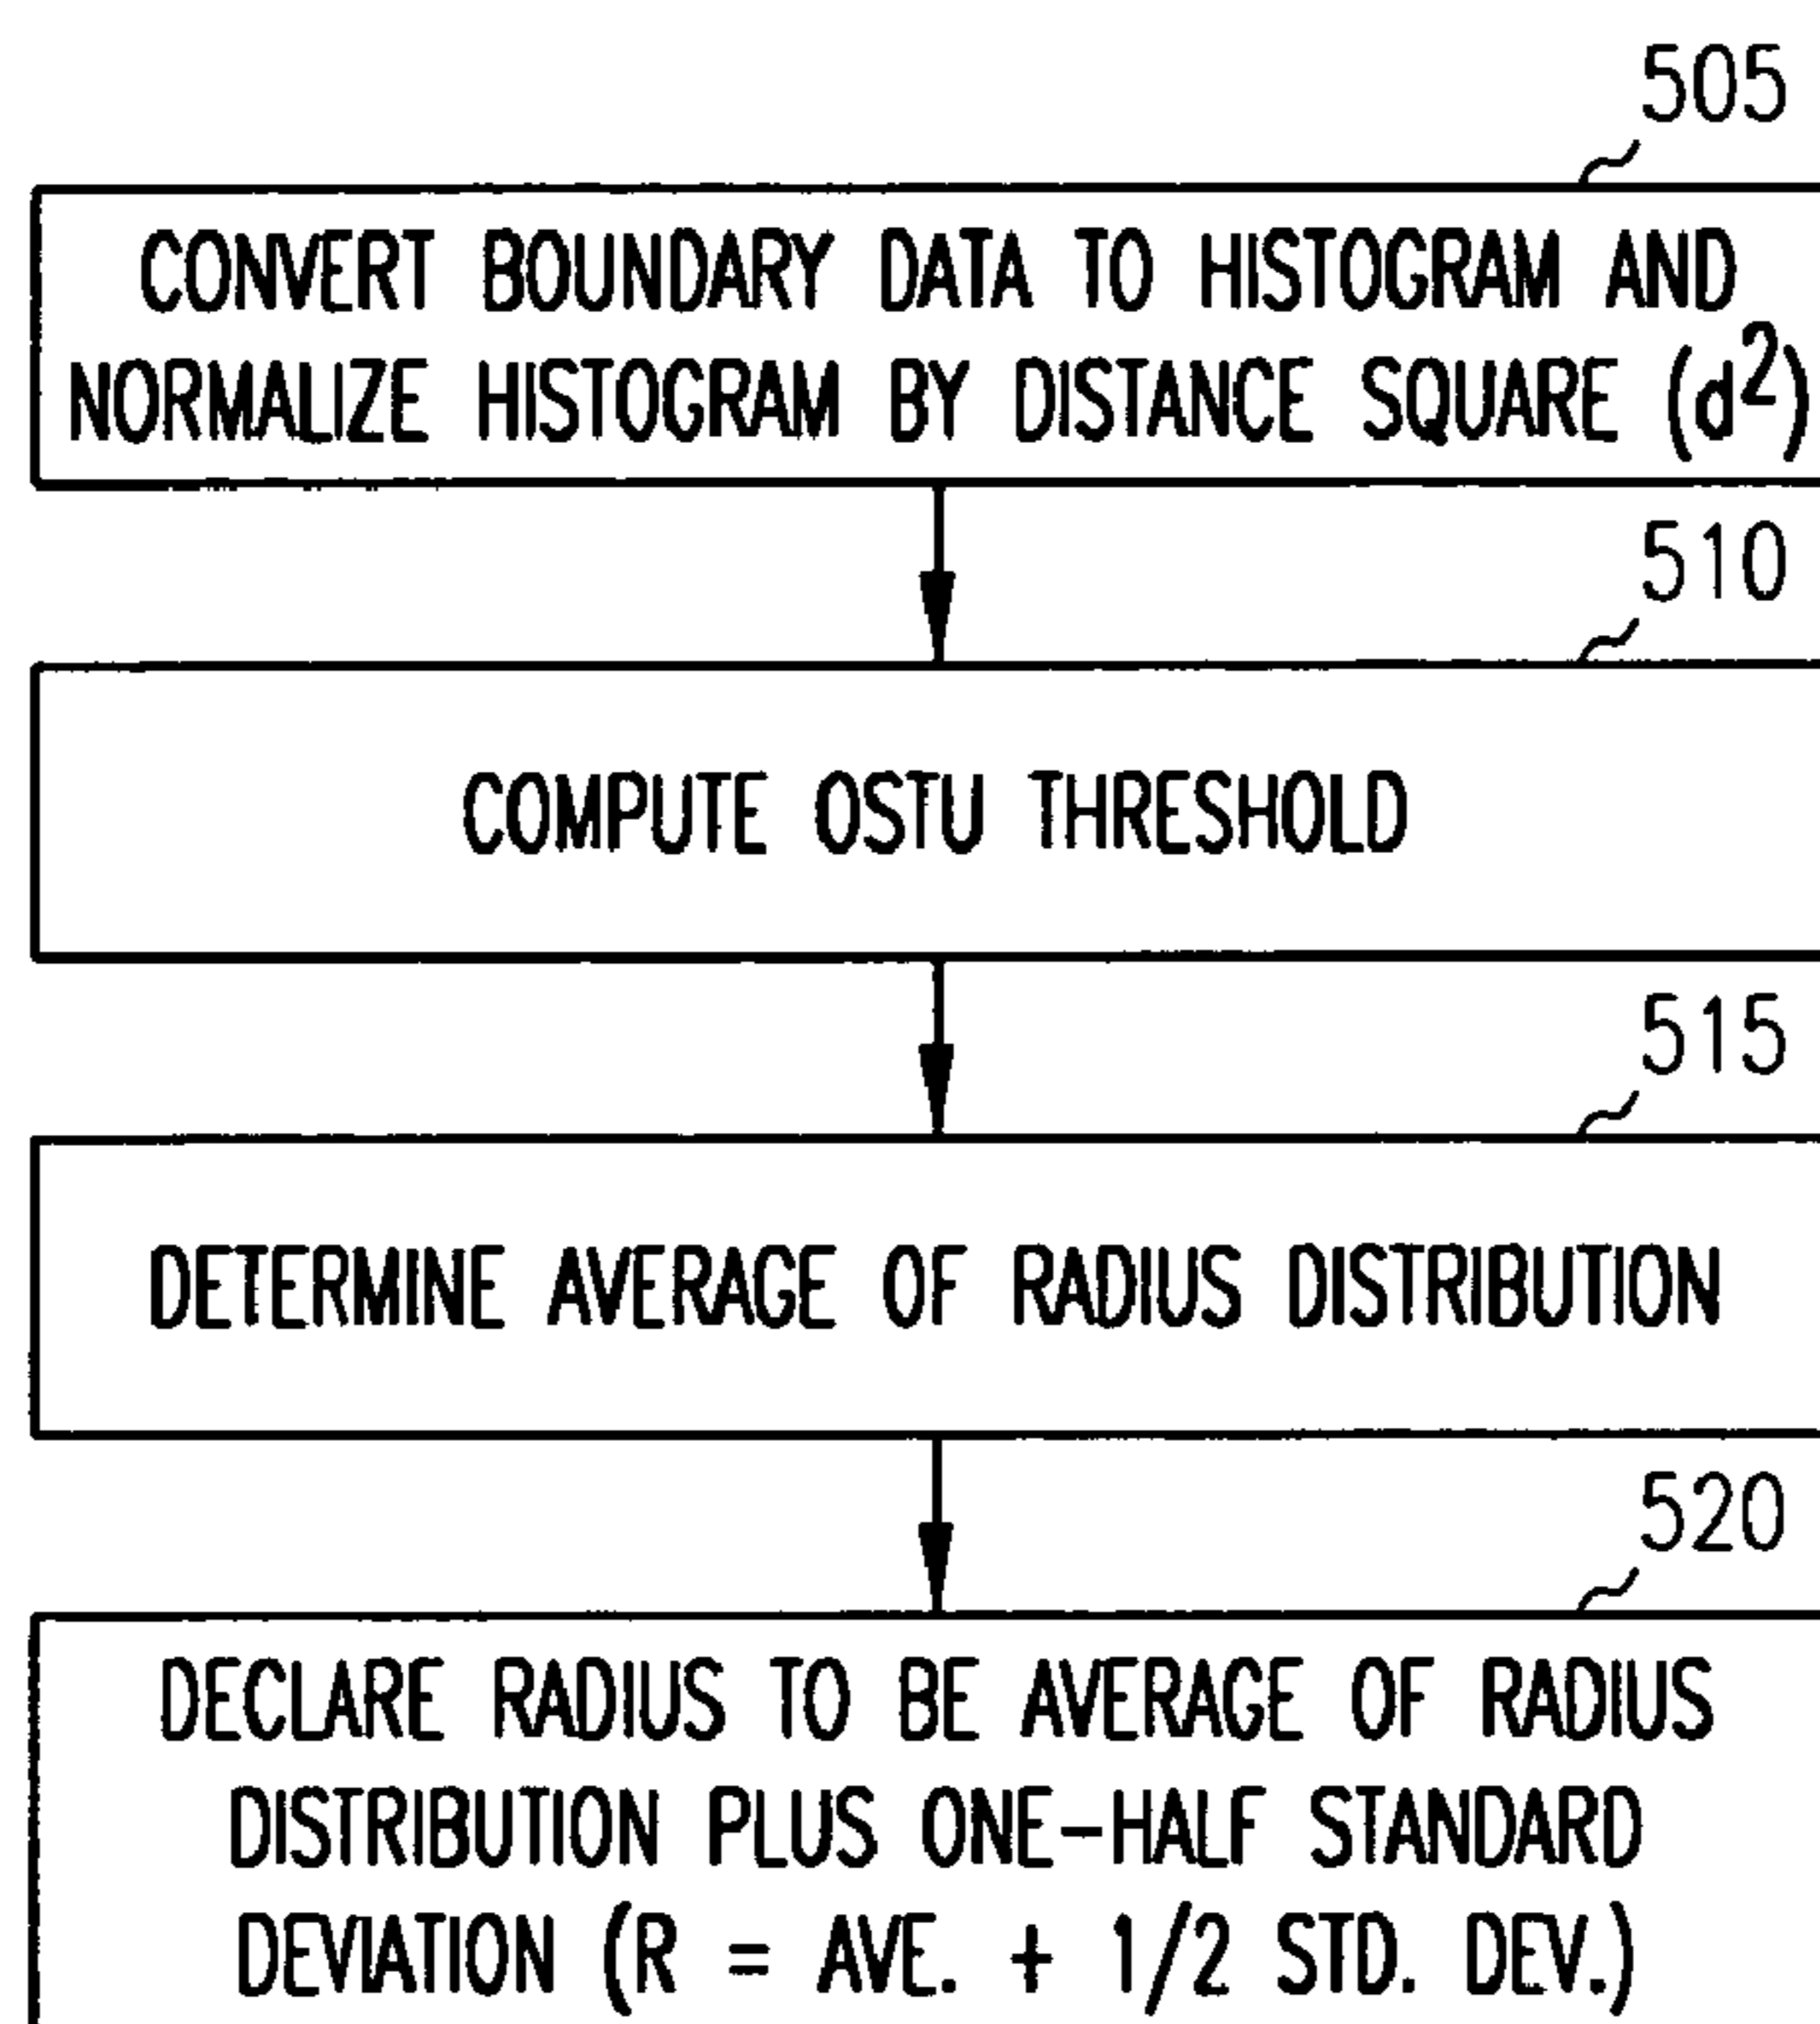 505
CONVERT BOUNDARY DATA TO HISTOGRAM AND
NORMALIZE HISTOGRAM BY DISTANCE SQUARE (d²)
510
COMPUTE OSTU THRESHOLD
515
DETERMINE AVERAGE OF RADIUS DISTRIBUTION
520
DECLARE RADIUS TO BE AVERAGE OF RADIUS
DISTRIBUTION PLUS ONE-HALF STANDARD
DEVIATION (R = AVE. + 1/2 STD. DEV.)